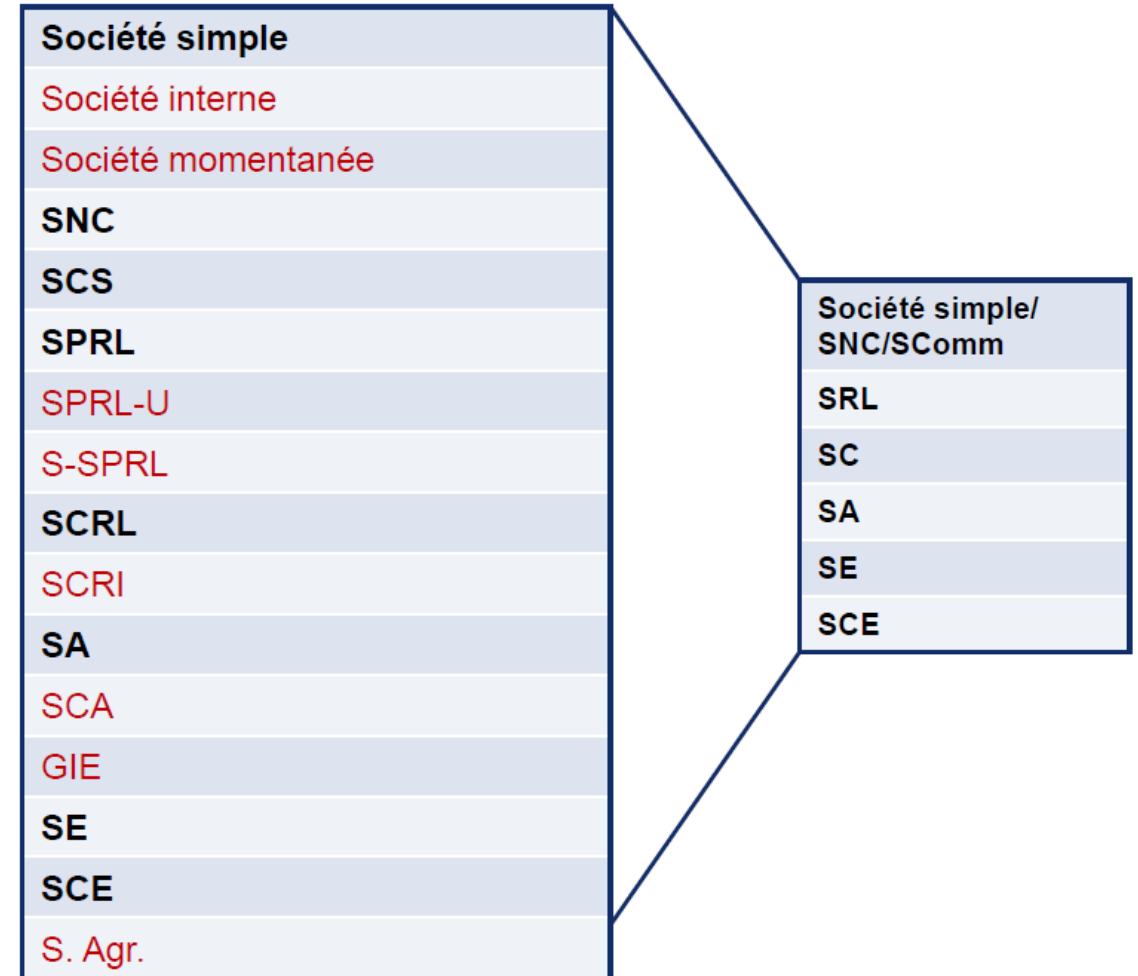 Société simple
Société interne
Société momentanée
SNC
SCS
SPRL
SPRL-U
S-SPRL
SCRL
SCRI
SA
SCA
GIE
SE
SCE
S. Agr.
Société simple/
SNC/SComm
SRL
SC
SA
SE
SCE